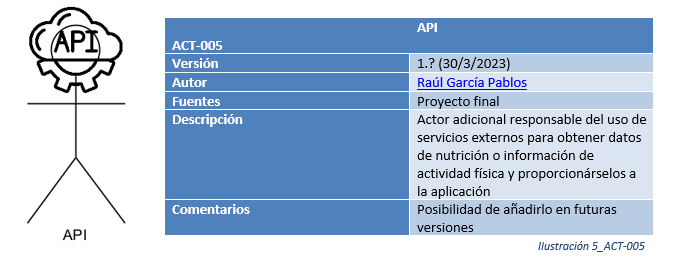 API
API
API
ACT-005
Versión 1.? (30/3/2023)
Autor Raúl García Pablos
Fuentes Proyecto final
Descripción Actor adicional responsable del uso de
servicios externos para obtener datos
de nutrición o información de
actividad física y proporcionárselos a
la aplicación
Comentarios Posibilidad de añadirlo en futuras
versiones
Ilustración 5_ACT-005